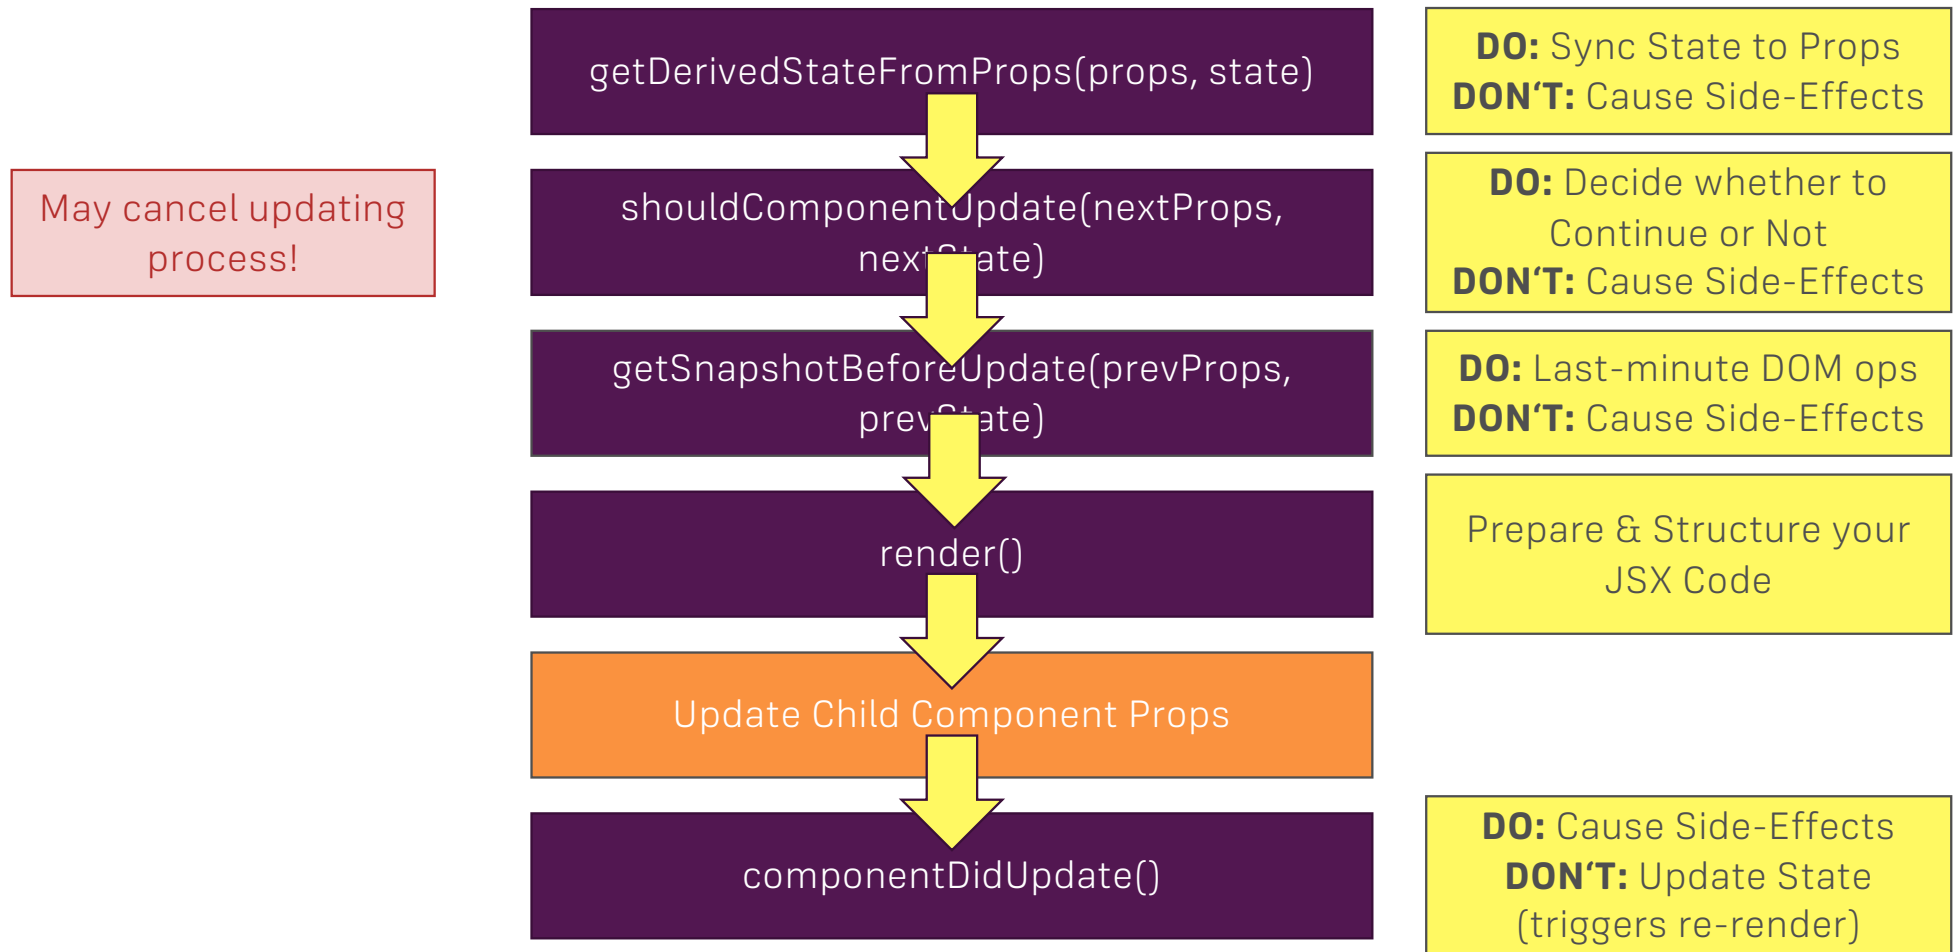 getDerivedStateFromProps(props, state)
DO: Sync State to Props
DON‘T: Cause Side-Effects
May cancel updating
process!
shouldComponentUpdate(nextProps,
nextState)
DO: Decide whether to
Continue or Not
DON‘T: Cause Side-Effects
getSnapshotBeforeUpdate(prevProps,
prevState)
DO: Last-minute DOM ops
DON‘T: Cause Side-Effects
render()
Prepare & Structure your
JSX Code
Update Child Component Props
componentDidUpdate()
DO: Cause Side-Effects
DON‘T: Update State
(triggers re-render)